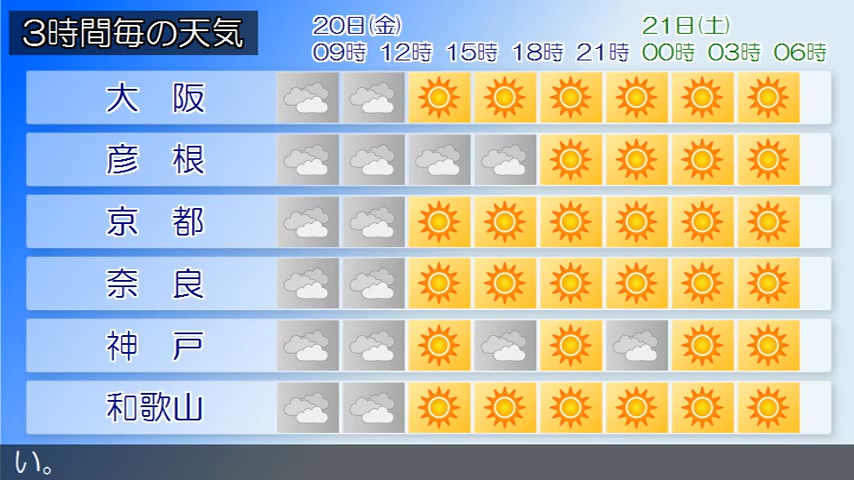 3時間毎の天気
20日(金) 21日(土)
09時 12時 15時 18時 21時 00時 03時 06時
大阪
彦根
京都
奈良
神戸
和歌山
い。